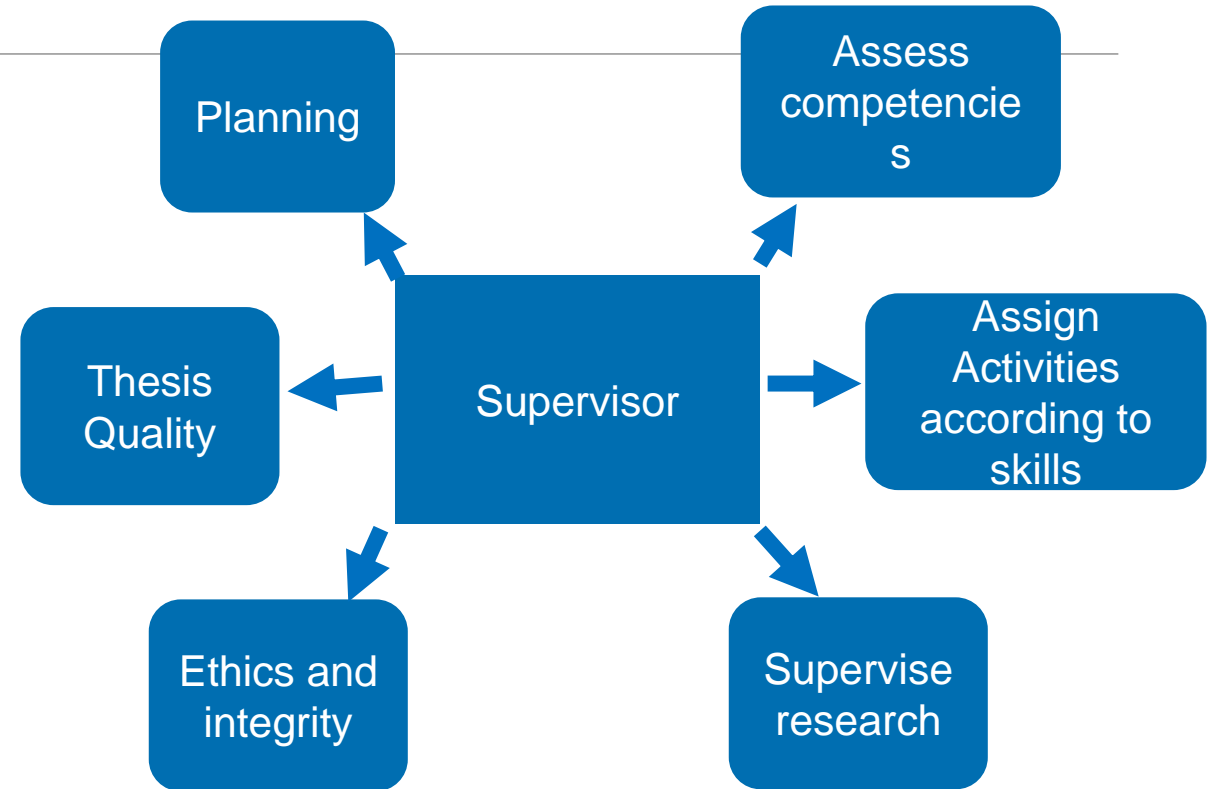 Planning
Assess
competencie
s
Thesis
Quality
Supervisor
Assign
Activities
according to
skills
Ethics and
integrity
Supervise
research